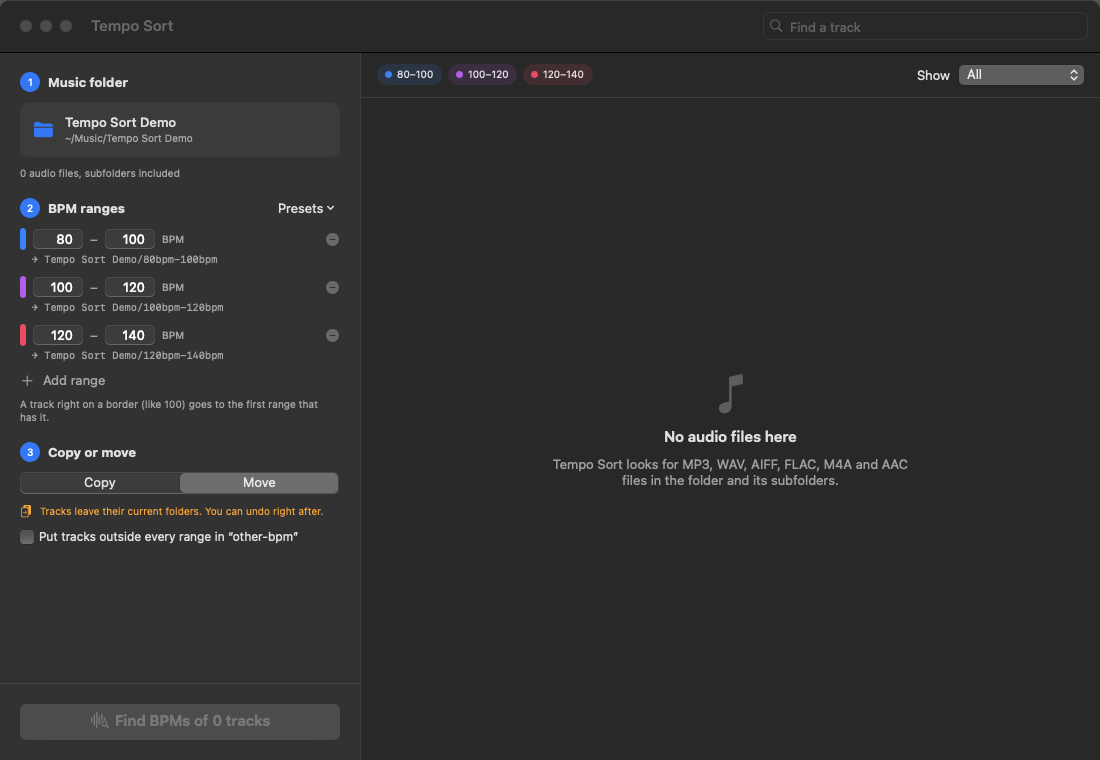 Tempo Sort
Find a track
1 Music folder
Tempo Sort Demo
~/Music/Tempo Sort Demo
0 audio files, subfolders included
2 BPM ranges
Presets
80 – 100 BPM
→ Tempo Sort Demo/80bpm–100bpm
100 – 120 BPM
→ Tempo Sort Demo/100bpm–120bpm
120 – 140 BPM
→ Tempo Sort Demo/120bpm–140bpm
+ Add range
A track right on a border (like 100) goes to the first range that
has it.
3 Copy or move
Copy
Move
Tracks leave their current folders. You can undo right after.
Put tracks outside every range in “other-bpm”
Find BPMs of 0 tracks
80–100
100–120
120–140
Show
All
No audio files here
Tempo Sort looks for MP3, WAV, AIFF, FLAC, M4A and AAC
files in the folder and its subfolders.